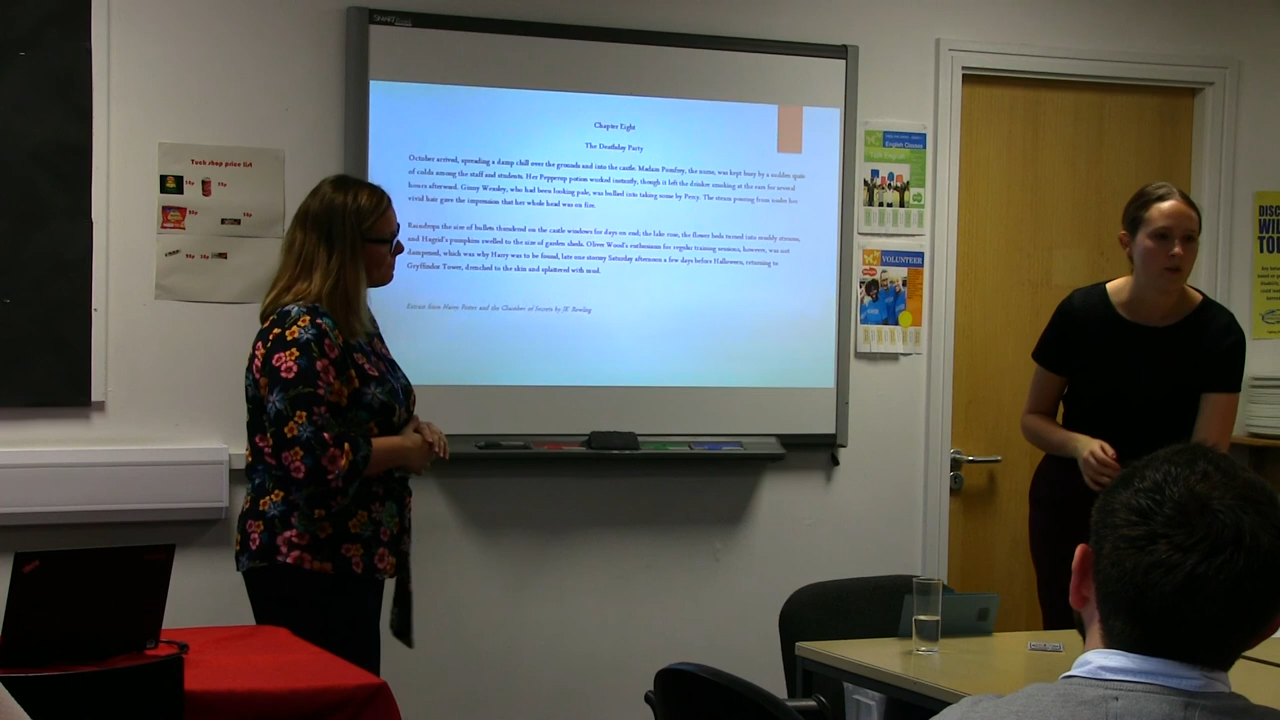 SMART
Chapter Eight
The Deathday Party
October arrived, spreading a damp chill over the grounds and into the castle. Madam Pomfrey, the nurse, was kept busy by a sudden spate
of colds among the staff and students. Her Pepperup potion worked instantly, though it left the drinker smoking at the ears for several
hours afterward. Ginny Weasley, who had been looking pale, was bullied into taking some by Percy. The steam pouring from under her
vivid hair gave the impression that her whole head was on fire.
Raindrops the size of bullets thundered on the castle windows for days on end; the lake rose, the flower beds turned into muddy streams,
and Hagrid's pumpkins swelled to the size of garden sheds. Oliver Wood's enthusiasm for regular training sessions, however, was not
dampened, which was why Harry was to be found, late one stormy Saturday afternoon a few days before Halloween, returning to
Gryffindor Tower, drenched to the skin and splattered with mud.
Extract from Harry Potter and the Chamber of Secrets by JK Rowling
Tuck shop price list
English Classes
Talk English
VOLUNTEER